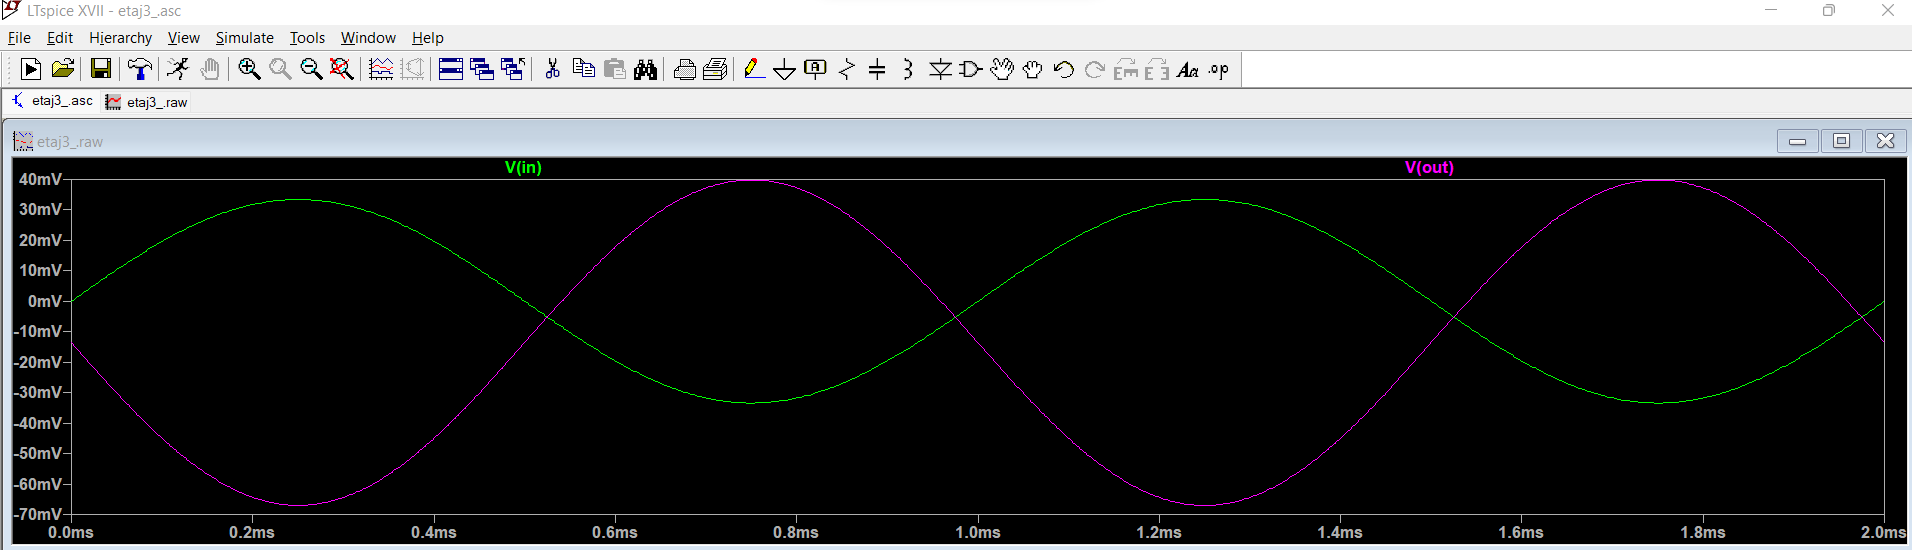 LTspice XVII - etaj3_.asc
File Edit Hierarchy View Simulate Tools Window Help
etaj3_.asc etaj3_.raw
etaj3_.raw
V(in) V(out)
40mV
30mV
20mV
10mV
0mV
-10mV
-20mV
-30mV
-40mV
-50mV
-60mV
-70mV
0.0ms 0.2ms 0.4ms 0.6ms 0.8ms 1.0ms 1.2ms 1.4ms 1.6ms 1.8ms 2.0ms